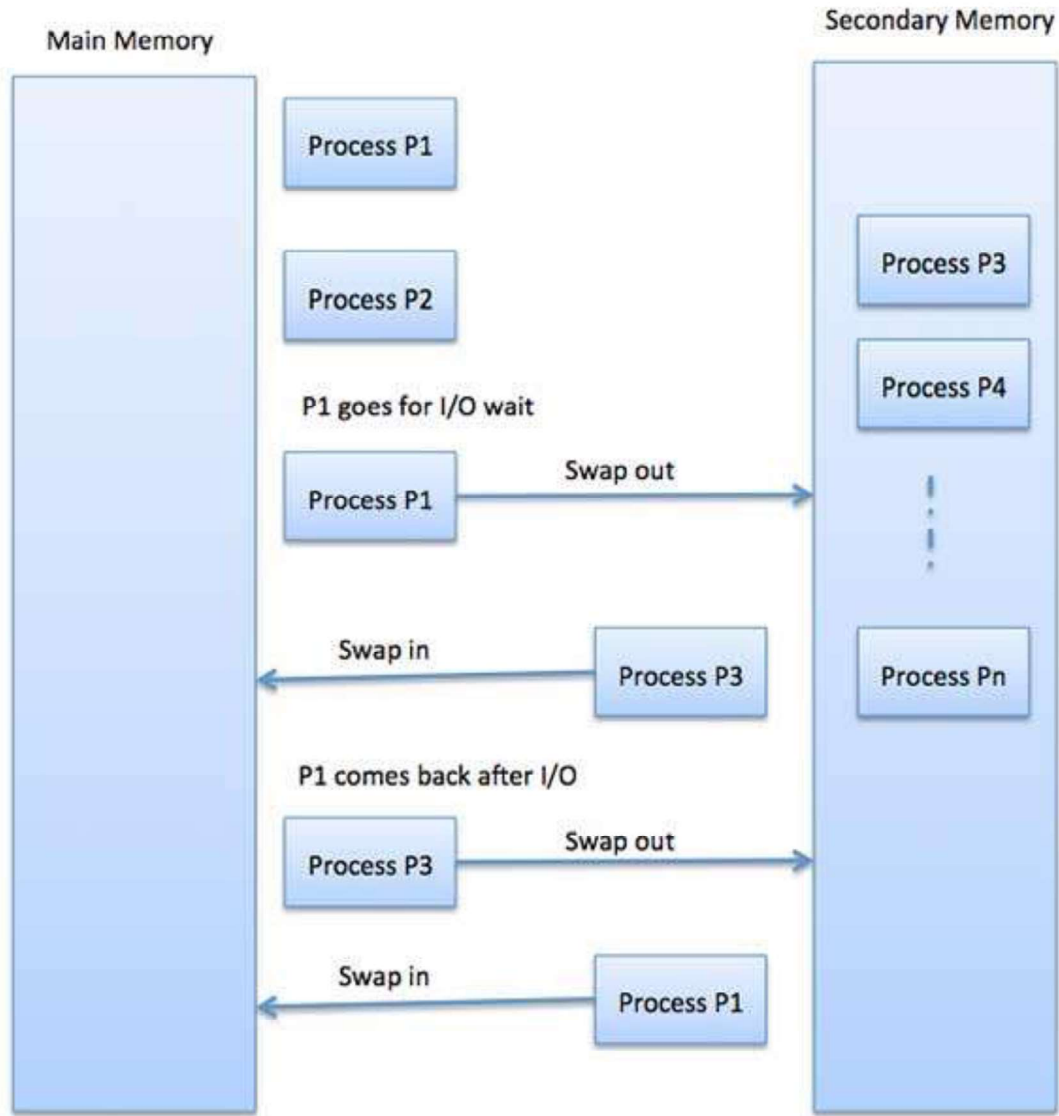 Main Memory
Secondary Memory
Process P1
Process P2
Process P3
Process P4
P1 goes for I/O wait
Process P1
Swap out
Swap in
Process P3
Process Pn
P1 comes back after I/O
Process P3
Swap out
Swap in
Process P1